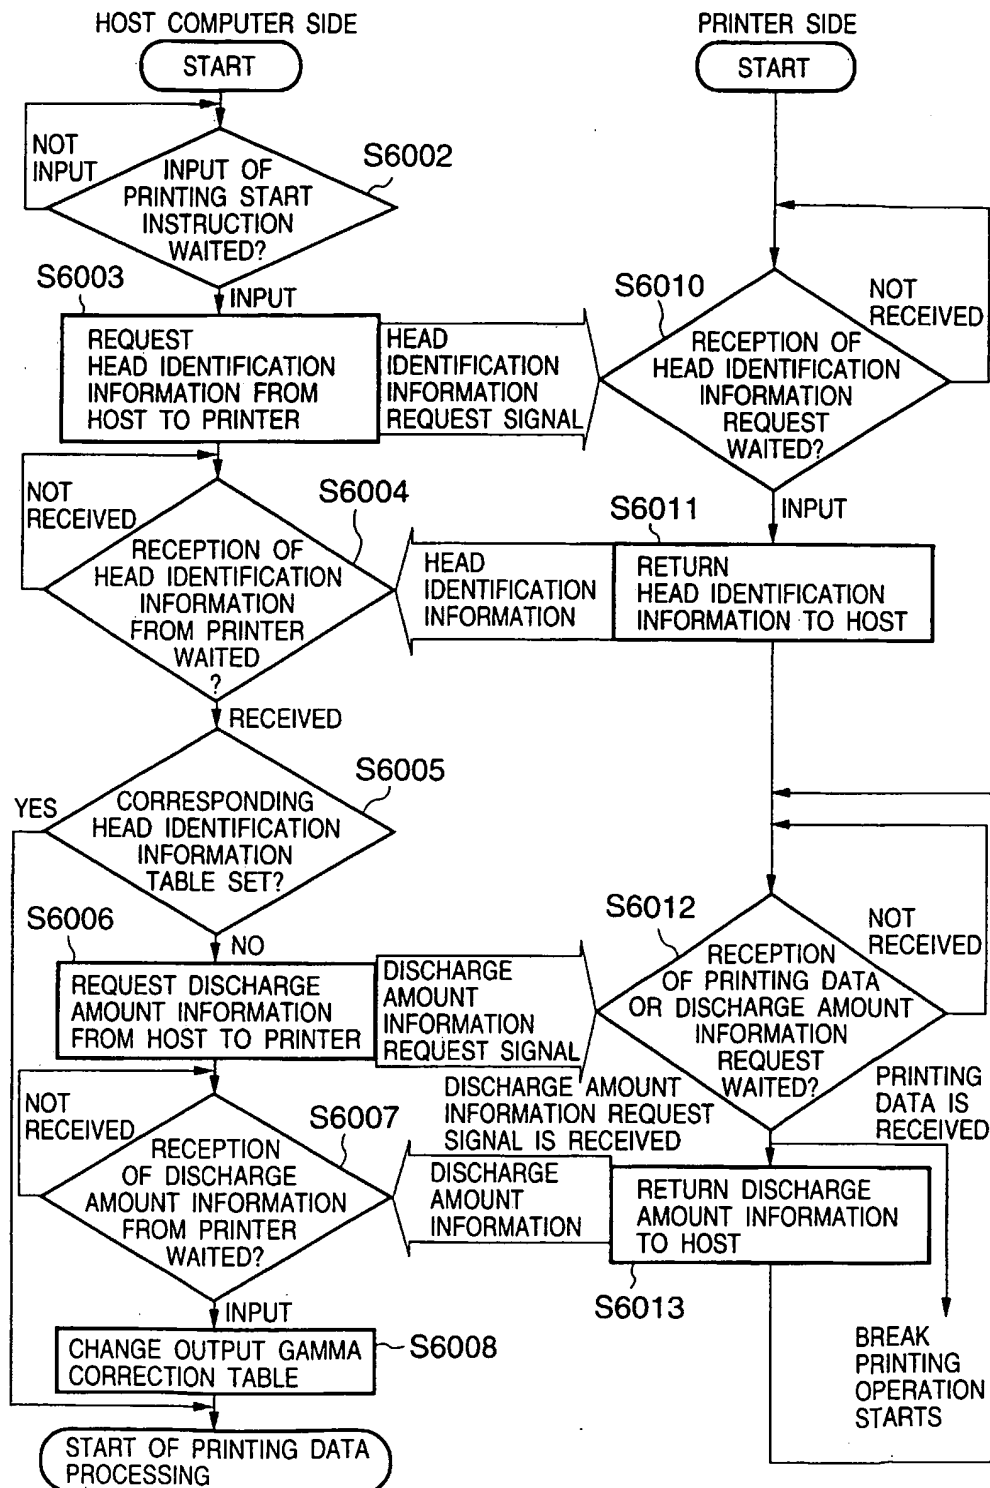 HOST COMPUTER SIDE
START
NOT
INPUT
S6002
INPUT OF
PRINTING START
INSTRUCTION
WAITED?
INPUT
S6003
REQUEST
HEAD IDENTIFICATION
INFORMATION FROM
HOST TO PRINTER
HEAD
IDENTIFICATION
INFORMATION
REQUEST SIGNAL
NOT
RECEIVED
S6004
RECEPTION OF
HEAD IDENTIFICATION
INFORMATION
FROM PRINTER
WAITED
?
HEAD
IDENTIFICATION
INFORMATION
RECEIVED
S6005
YES
CORRESPONDING
HEAD IDENTIFICATION
INFORMATION
TABLE SET?
NO
S6006
REQUEST DISCHARGE
AMOUNT INFORMATION
FROM HOST TO PRINTER
DISCHARGE
AMOUNT
INFORMATION
REQUEST SIGNAL
NOT
RECEIVED
S6007
RECEPTION
OF DISCHARGE
AMOUNT INFORMATION
FROM PRINTER
WAITED?
DISCHARGE
AMOUNT
INFORMATION
INPUT
CHANGE OUTPUT GAMMA
CORRECTION TABLE
S6008
START OF PRINTING DATA
PROCESSING
PRINTER SIDE
START
S6010
NOT
RECEIVED
RECEPTION OF
HEAD IDENTIFICATION
INFORMATION
REQUEST
WAITED?
INPUT
S6011
RETURN
HEAD IDENTIFICATION
INFORMATION TO HOST
S6012
NOT
RECEIVED
RECEPTION
OF PRINTING DATA
OR DISCHARGE AMOUNT
INFORMATION
REQUEST
WAITED?
DISCHARGE AMOUNT
INFORMATION REQUEST
SIGNAL IS RECEIVED
PRINTING
DATA IS
RECEIVED
RETURN DISCHARGE
AMOUNT INFORMATION
TO HOST
S6013
BREAK
PRINTING
OPERATION
STARTS